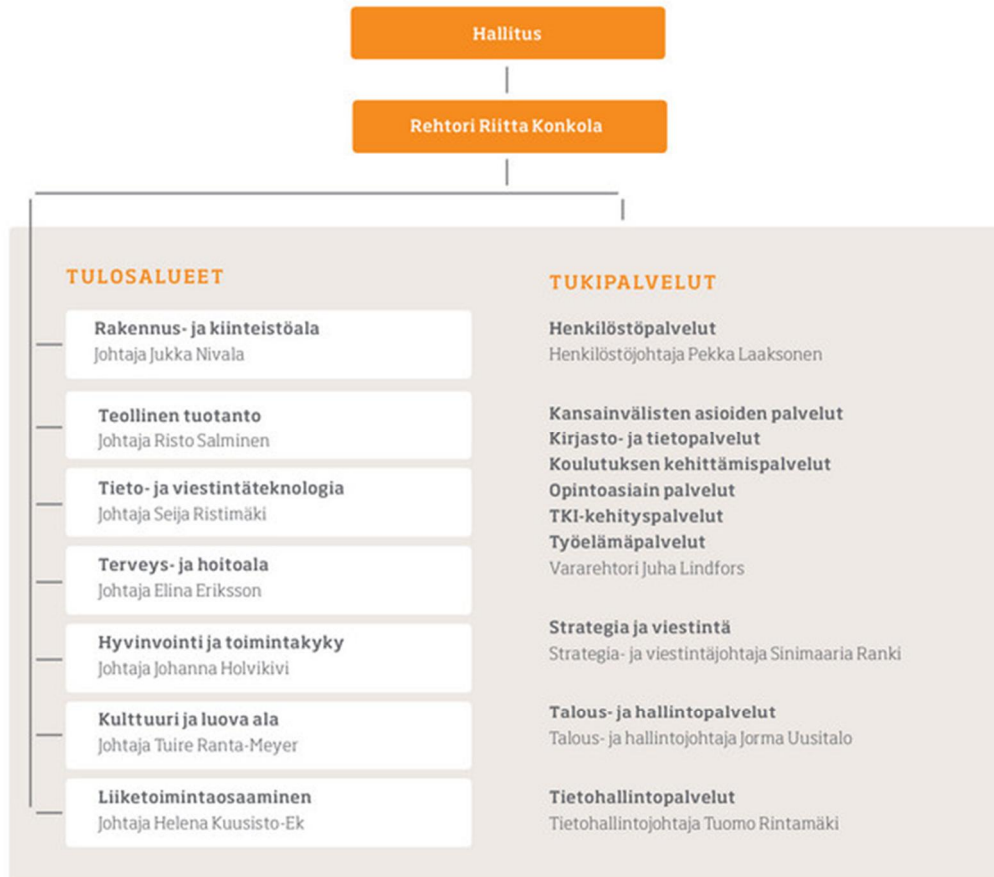 Hallitus
Rehtori Riitta Konkola
TULOSALUEET
Rakennus- ja kiinteistöala
Johtaja Jukka Nivala
Teollinen tuotanto
Johtaja Risto Salminen
Tieto- ja viestintäteknologia
Johtaja Seija Ristimäki
Terveys- ja hoitoala
Johtaja Elina Eriksson
Hyvinvointi ja toimintakyky
Johtaja Johanna Holvikivi
Kulttuuri ja luova ala
Johtaja Tuire Ranta-Meyer
Liiketoimintaosaaminen
Johtaja Helena Kuusisto-Ek
TUKIPALVELUT
Henkilöstöpalvelut
Henkilöstöjohtaja Pekka Laaksonen
Kansainvälisten asioiden palvelut
Kirjasto- ja tietopalvelut
Koulutuksen kehittämispalvelut
Opintoasiain palvelut
TKI-kehityspalvelut
Työelämäpalvelut
Vararehtori Juha Lindfors
Strategia ja viestintä
Strategia- ja viestintäjohtaja Sinimaaria Ranki
Talous- ja hallintopalvelut
Talous- ja hallintojohtaja Jorma Uusitalo
Tietohallintopalvelut
Tietohallintojohtaja Tuomo Rintamäki